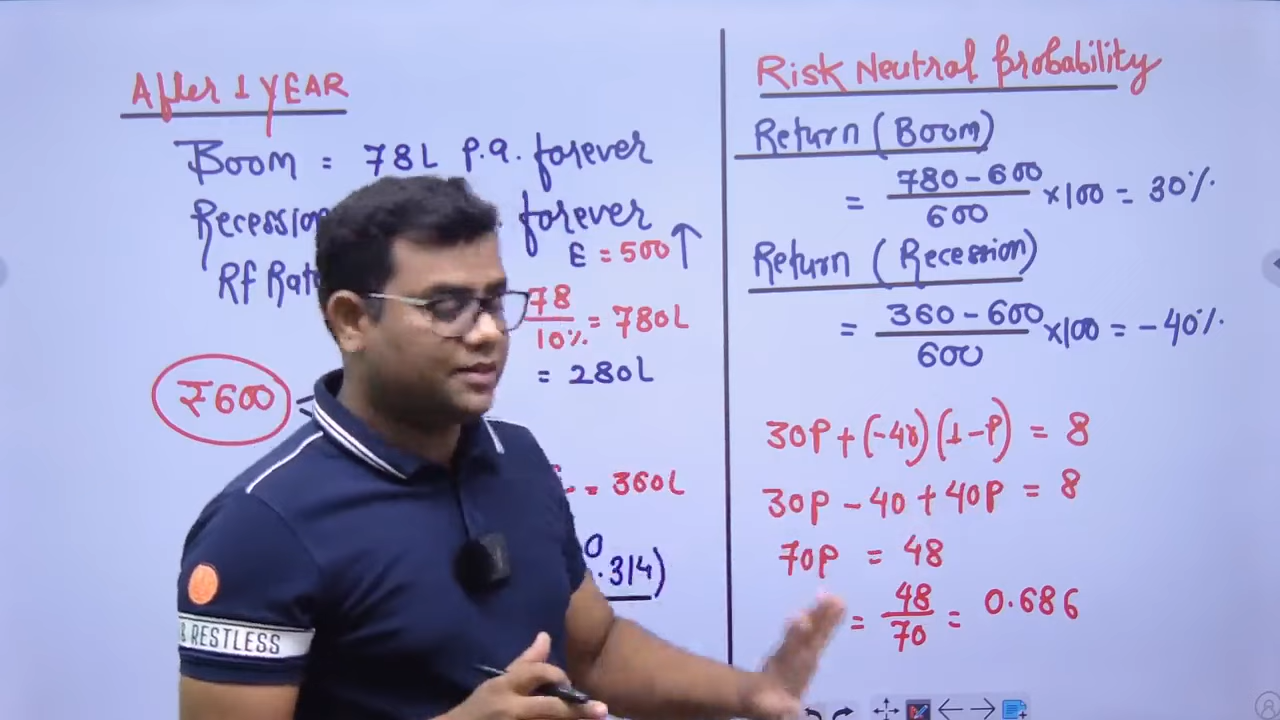 After 1 YEAR
Boom = 78L p.a. forever
Recession forever
Rf Rat
E = 500
78
10% = 780L
= 280L
₹600
= 360L
0
.314)
& RESTLESS
Risk Neutral Probability
Return (Boom)
= 780-600
600 ×100 = 30%
Return (Recession)
= 360-600
600 ×100 = -40%
30P + (-40)(1-P) = 8
30P - 40 + 40P = 8
70P = 48
= 48
70 = 0.686